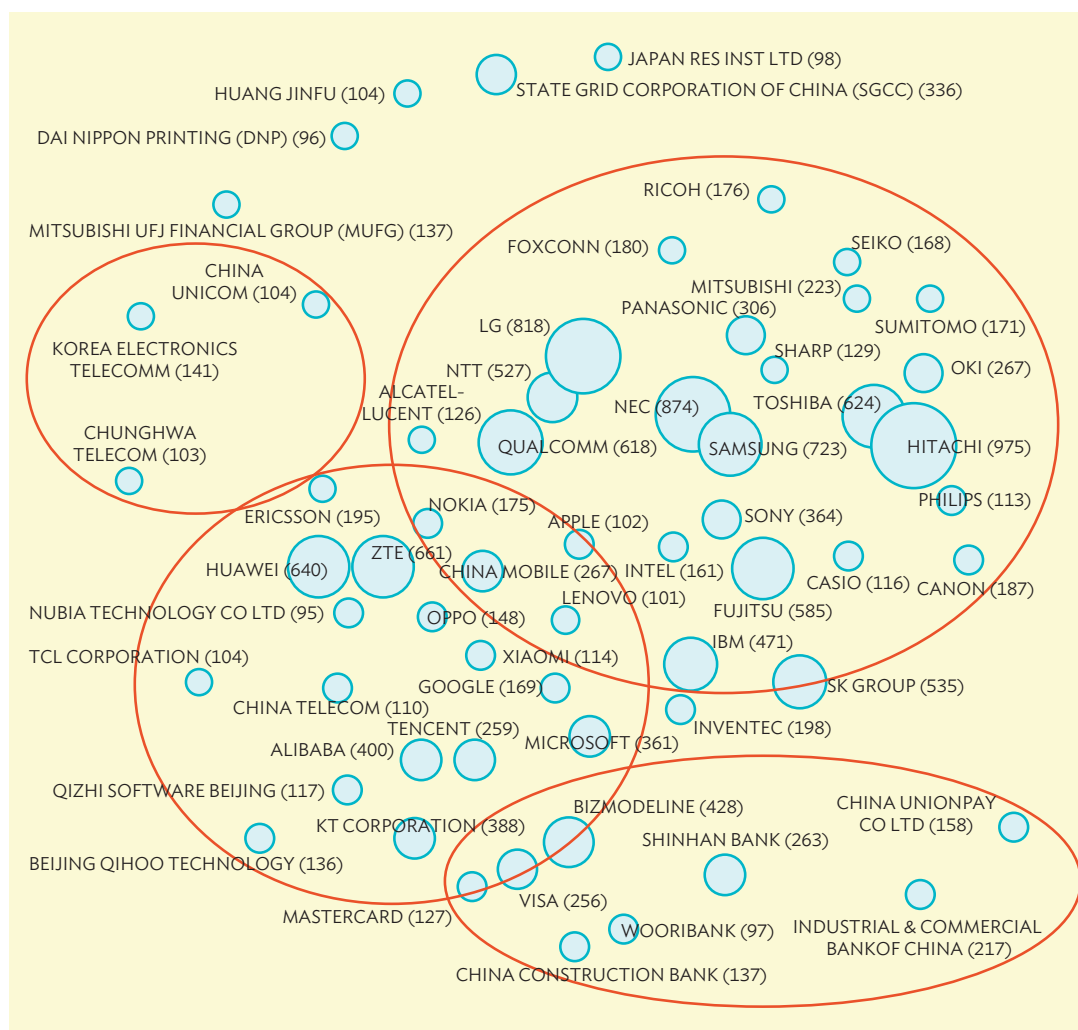 JAPAN RES INST LTD (98)
STATE GRID CORPORATION OF CHINA (SGCC) (336)
HUANG JINFU (104)
DAI NIPPON PRINTING (DNP) (96)
MITSUBISHI UFJ FINANCIAL GROUP (MUFG) (137)
RICOH (176)
FOXCONN (180)
SEIKO (168)
CHINA
UNICOM (104)
MITSUBISHI (223)
PANASONIC (306)
LG (818)
SUMITOMO (171)
KOREA ELECTRONICS
TELECOMM (141)
SHARP (129)
OKI (267)
NTT (527)
ALCATEL-
LUCENT (126)
NEC (874)
TOSHIBA (624)
CHUNGHWA
TELECOM (103)
QUALCOMM (618)
SAMSUNG (723)
HITACHI (975)
PHILIPS (113)
NOKIA (175)
ERICSSON (195)
APPLE (102)
SONY (364)
ZTE (661)
HUAWEI (640)
CHINA MOBILE (267)
INTEL (161)
CASIO (116)
CANON (187)
LENOVO (101)
FUJITSU (585)
NUBIA TECHNOLOGY CO LTD (95)
OPPO (148)
IBM (471)
TCL CORPORATION (104)
XIAOMI (114)
GOOGLE (169)
SK GROUP (535)
CHINA TELECOM (110)
INVENTEC (198)
TENCENT (259)
ALIBABA (400)
MICROSOFT (361)
QIZHI SOFTWARE BEIJING (117)
BIZMODELINE (428)
CHINA UNIONPAY
CO LTD (158)
KT CORPORATION (388)
SHINHAN BANK (263)
BEIJING QIHOO TECHNOLOGY (136)
VISA (256)
MASTERCARD (127)
WOORIBANK (97)
INDUSTRIAL & COMMERCIAL
BANKOF CHINA (217)
CHINA CONSTRUCTION BANK (137)